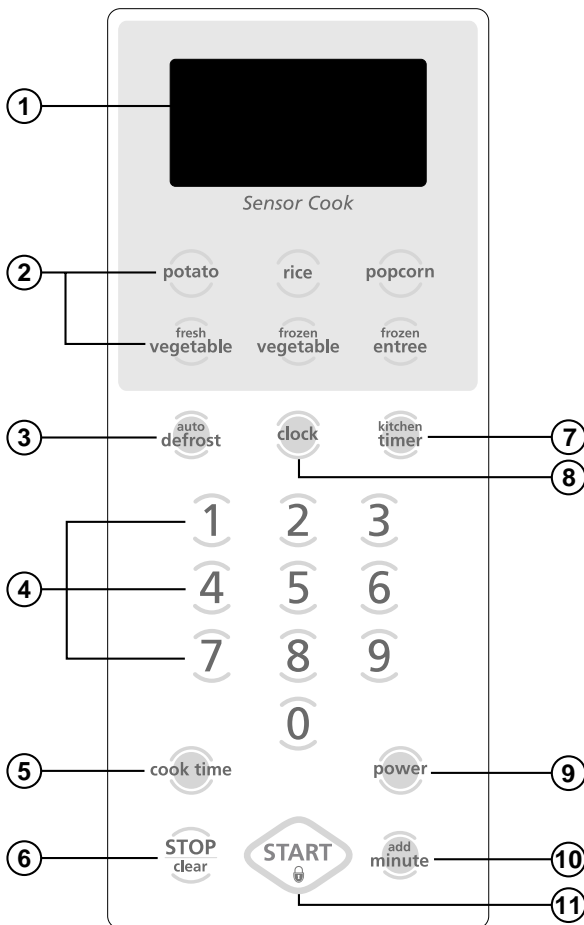 1
Sensor Cook
2
potato rice popcorn
fresh vegetable frozen vegetable frozen entree
3
auto defrost clock kitchen timer
7
8
1 2 3
4
4 5 6
7 8 9
0
5
cook time power
9
6
STOP
clear
START
add minute
10
11